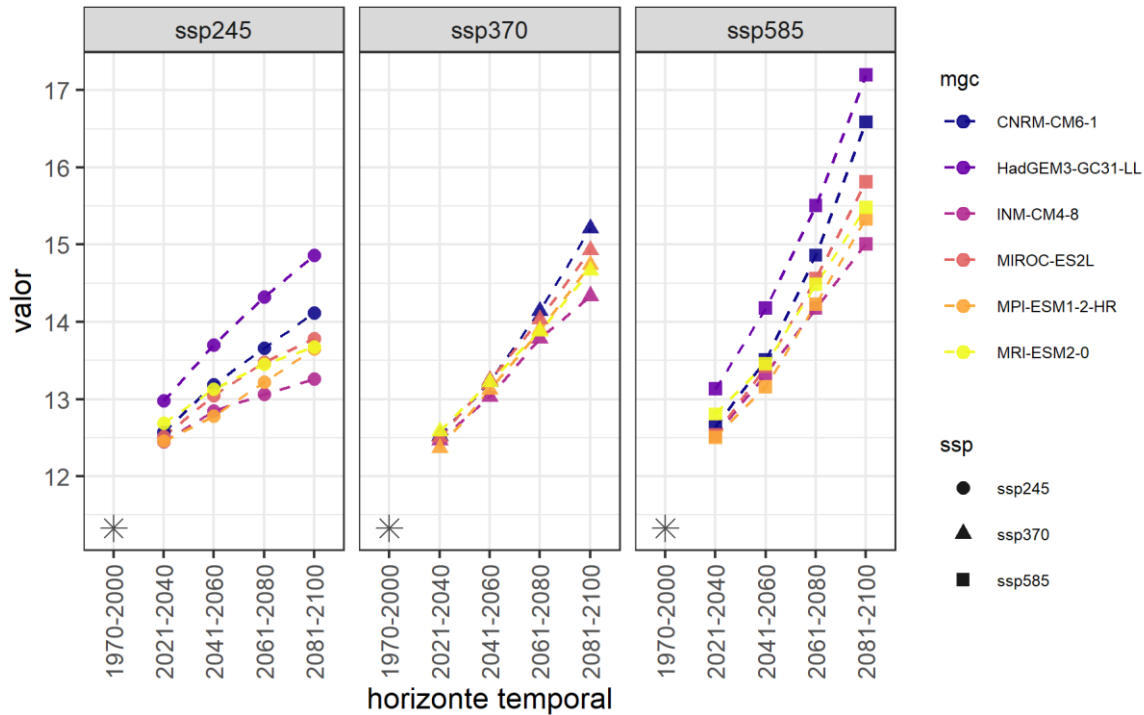 ssp245
ssp370
ssp585
17
16
15
14
13
12
valor
1970-2000
2021-2040
2041-2060
2061-2080
2081-2100
1970-2000
2021-2040
2041-2060
2061-2080
2081-2100
1970-2000
2021-2040
2041-2060
2061-2080
2081-2100
horizonte temporal
mgc
CNRM-CM6-1
HadGEM3-GC31-LL
INM-CM4-8
MIROC-ES2L
MPI-ESM1-2-HR
MRI-ESM2-0
ssp
ssp245
ssp370
ssp585